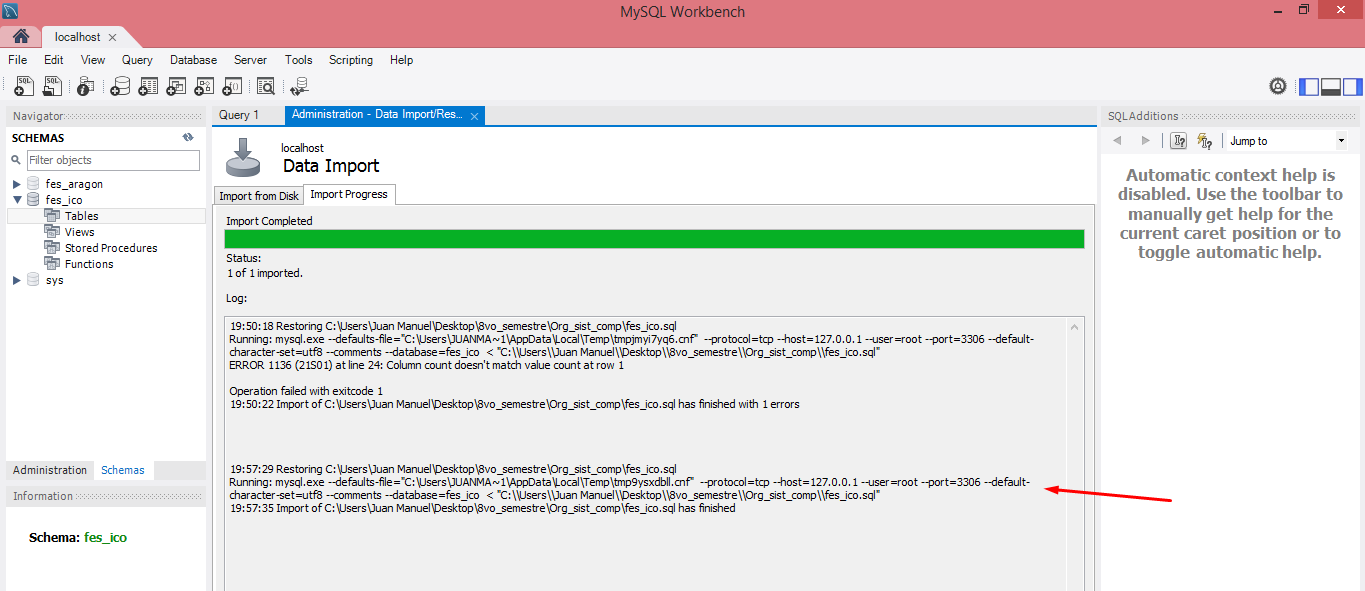 MySQL Workbench
localhost
File Edit View Query Database Server Tools Scripting Help
Navigator
SCHEMAS
Filter objects
fes_aragon
fes_ico
Tables
Views
Stored Procedures
Functions
sys
Administration Schemas
Information
Schema: fes_ico
Query 1 Administration - Data Import/Res...
localhost
Data Import
Import from Disk Import Progress
Import Completed
Status:
1 of 1 imported.
Log:
19:50:18 Restoring C:\Users\Juan Manuel\Desktop\8vo_semestre\Org_sist_comp\fes_ico.sql
Running: mysql.exe --defaults-file="C:\Users\JUANMA~1\AppData\Local\Temp\tmpjmyi7yq6.cnf" --protocol=tcp --host=127.0.0.1 --user=root --port=3306 --default-
character-set=utf8 --comments --database=fes_ico < "C:\\Users\\Juan Manuel\\Desktop\\8vo_semestre\\Org_sist_comp\\fes_ico.sql"
ERROR 1136 (21S01) at line 24: Column count doesn't match value count at row 1
Operation failed with exitcode 1
19:50:22 Import of C:\Users\Juan Manuel\Desktop\8vo_semestre\Org_sist_comp\fes_ico.sql has finished with 1 errors
19:57:29 Restoring C:\Users\Juan Manuel\Desktop\8vo_semestre\Org_sist_comp\fes_ico.sql
Running: mysql.exe --defaults-file="C:\Users\JUANMA~1\AppData\Local\Temp\tmp9ysxdbll.cnf" --protocol=tcp --host=127.0.0.1 --user=root --port=3306 --default-
character-set=utf8 --comments --database=fes_ico < "C:\\Users\\Juan Manuel\\Desktop\\8vo_semestre\\Org_sist_comp\\fes_ico.sql"
19:57:35 Import of C:\Users\Juan Manuel\Desktop\8vo_semestre\Org_sist_comp\fes_ico.sql has finished
SQLAdditions
Jump to
Automatic context help is
disabled. Use the toolbar to
manually get help for the
current caret position or to
toggle automatic help.